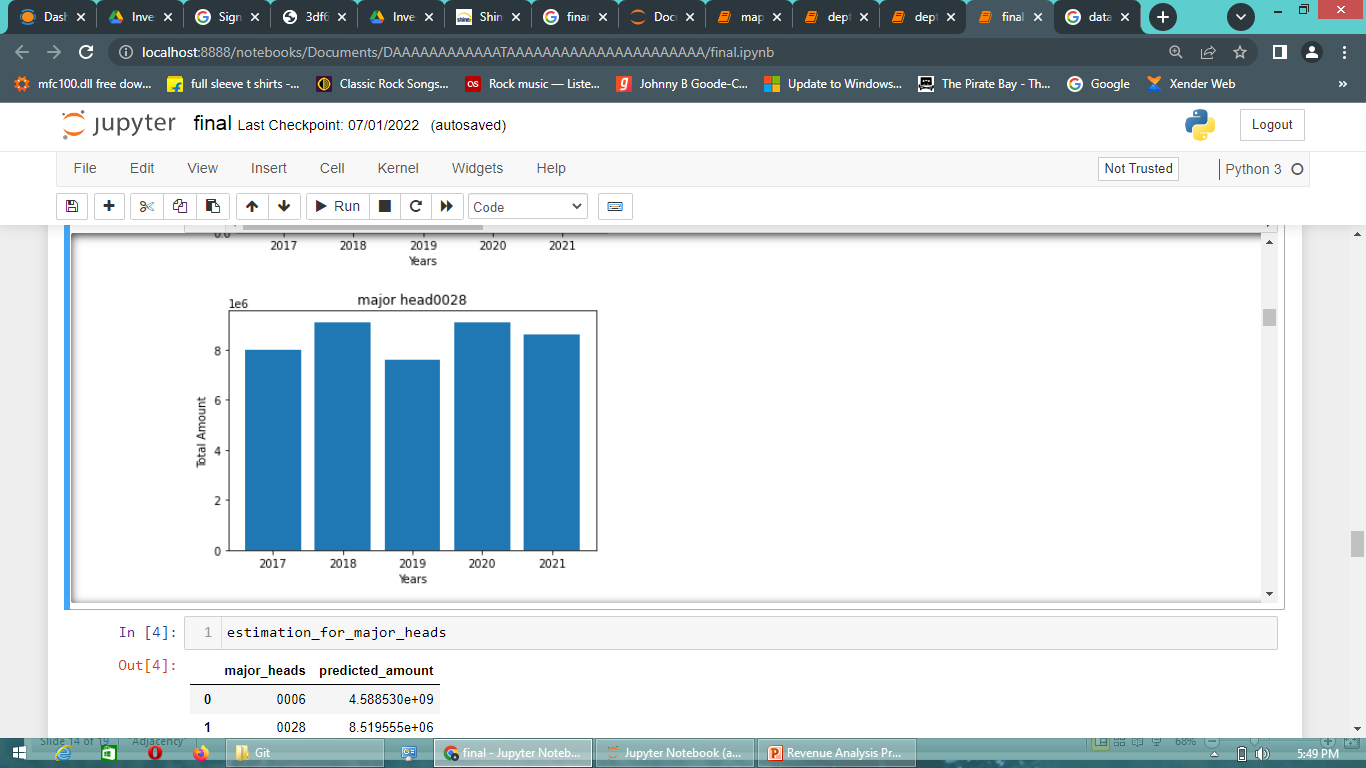 Dash
Inve
Sign
3df6
Inve
shine
Shin
finar
Doc
map
dept
dept
final
data
localhost:8888/notebooks/Documents/DAAAAAAAAAAAATAAAAAAAAAAAAAAAAAAAAAA/final.ipynb
mfc100.dll free dow...
full sleeve t shirts -...
Classic Rock Songs...
Rock music — Liste...
Johnny B Goode-C...
Update to Windows...
The Pirate Bay - Th...
Google
Xender Web
»
jupyter final Last Checkpoint: 07/01/2022 (autosaved)
Logout
File Edit View Insert Cell Kernel Widgets Help
Not Trusted
Python 3
Run
Code
0.0
2017 2018 2019 2020 2021
Years
major head0028
1e6
8
6
4
2
0
Total Amount
2017 2018 2019 2020 2021
Years
In [4]: 1 estimation_for_major_heads
Out[4]:
major_heads predicted_amount
0 0006 4.588530e+09
1 0028 8.519555e+06
Slide 14 of 19 "Adjacency"
68%
Git
final - Jupyter Noteb...
Jupyter Notebook (a...
Revenue Analysis Pr...
5:49 PM